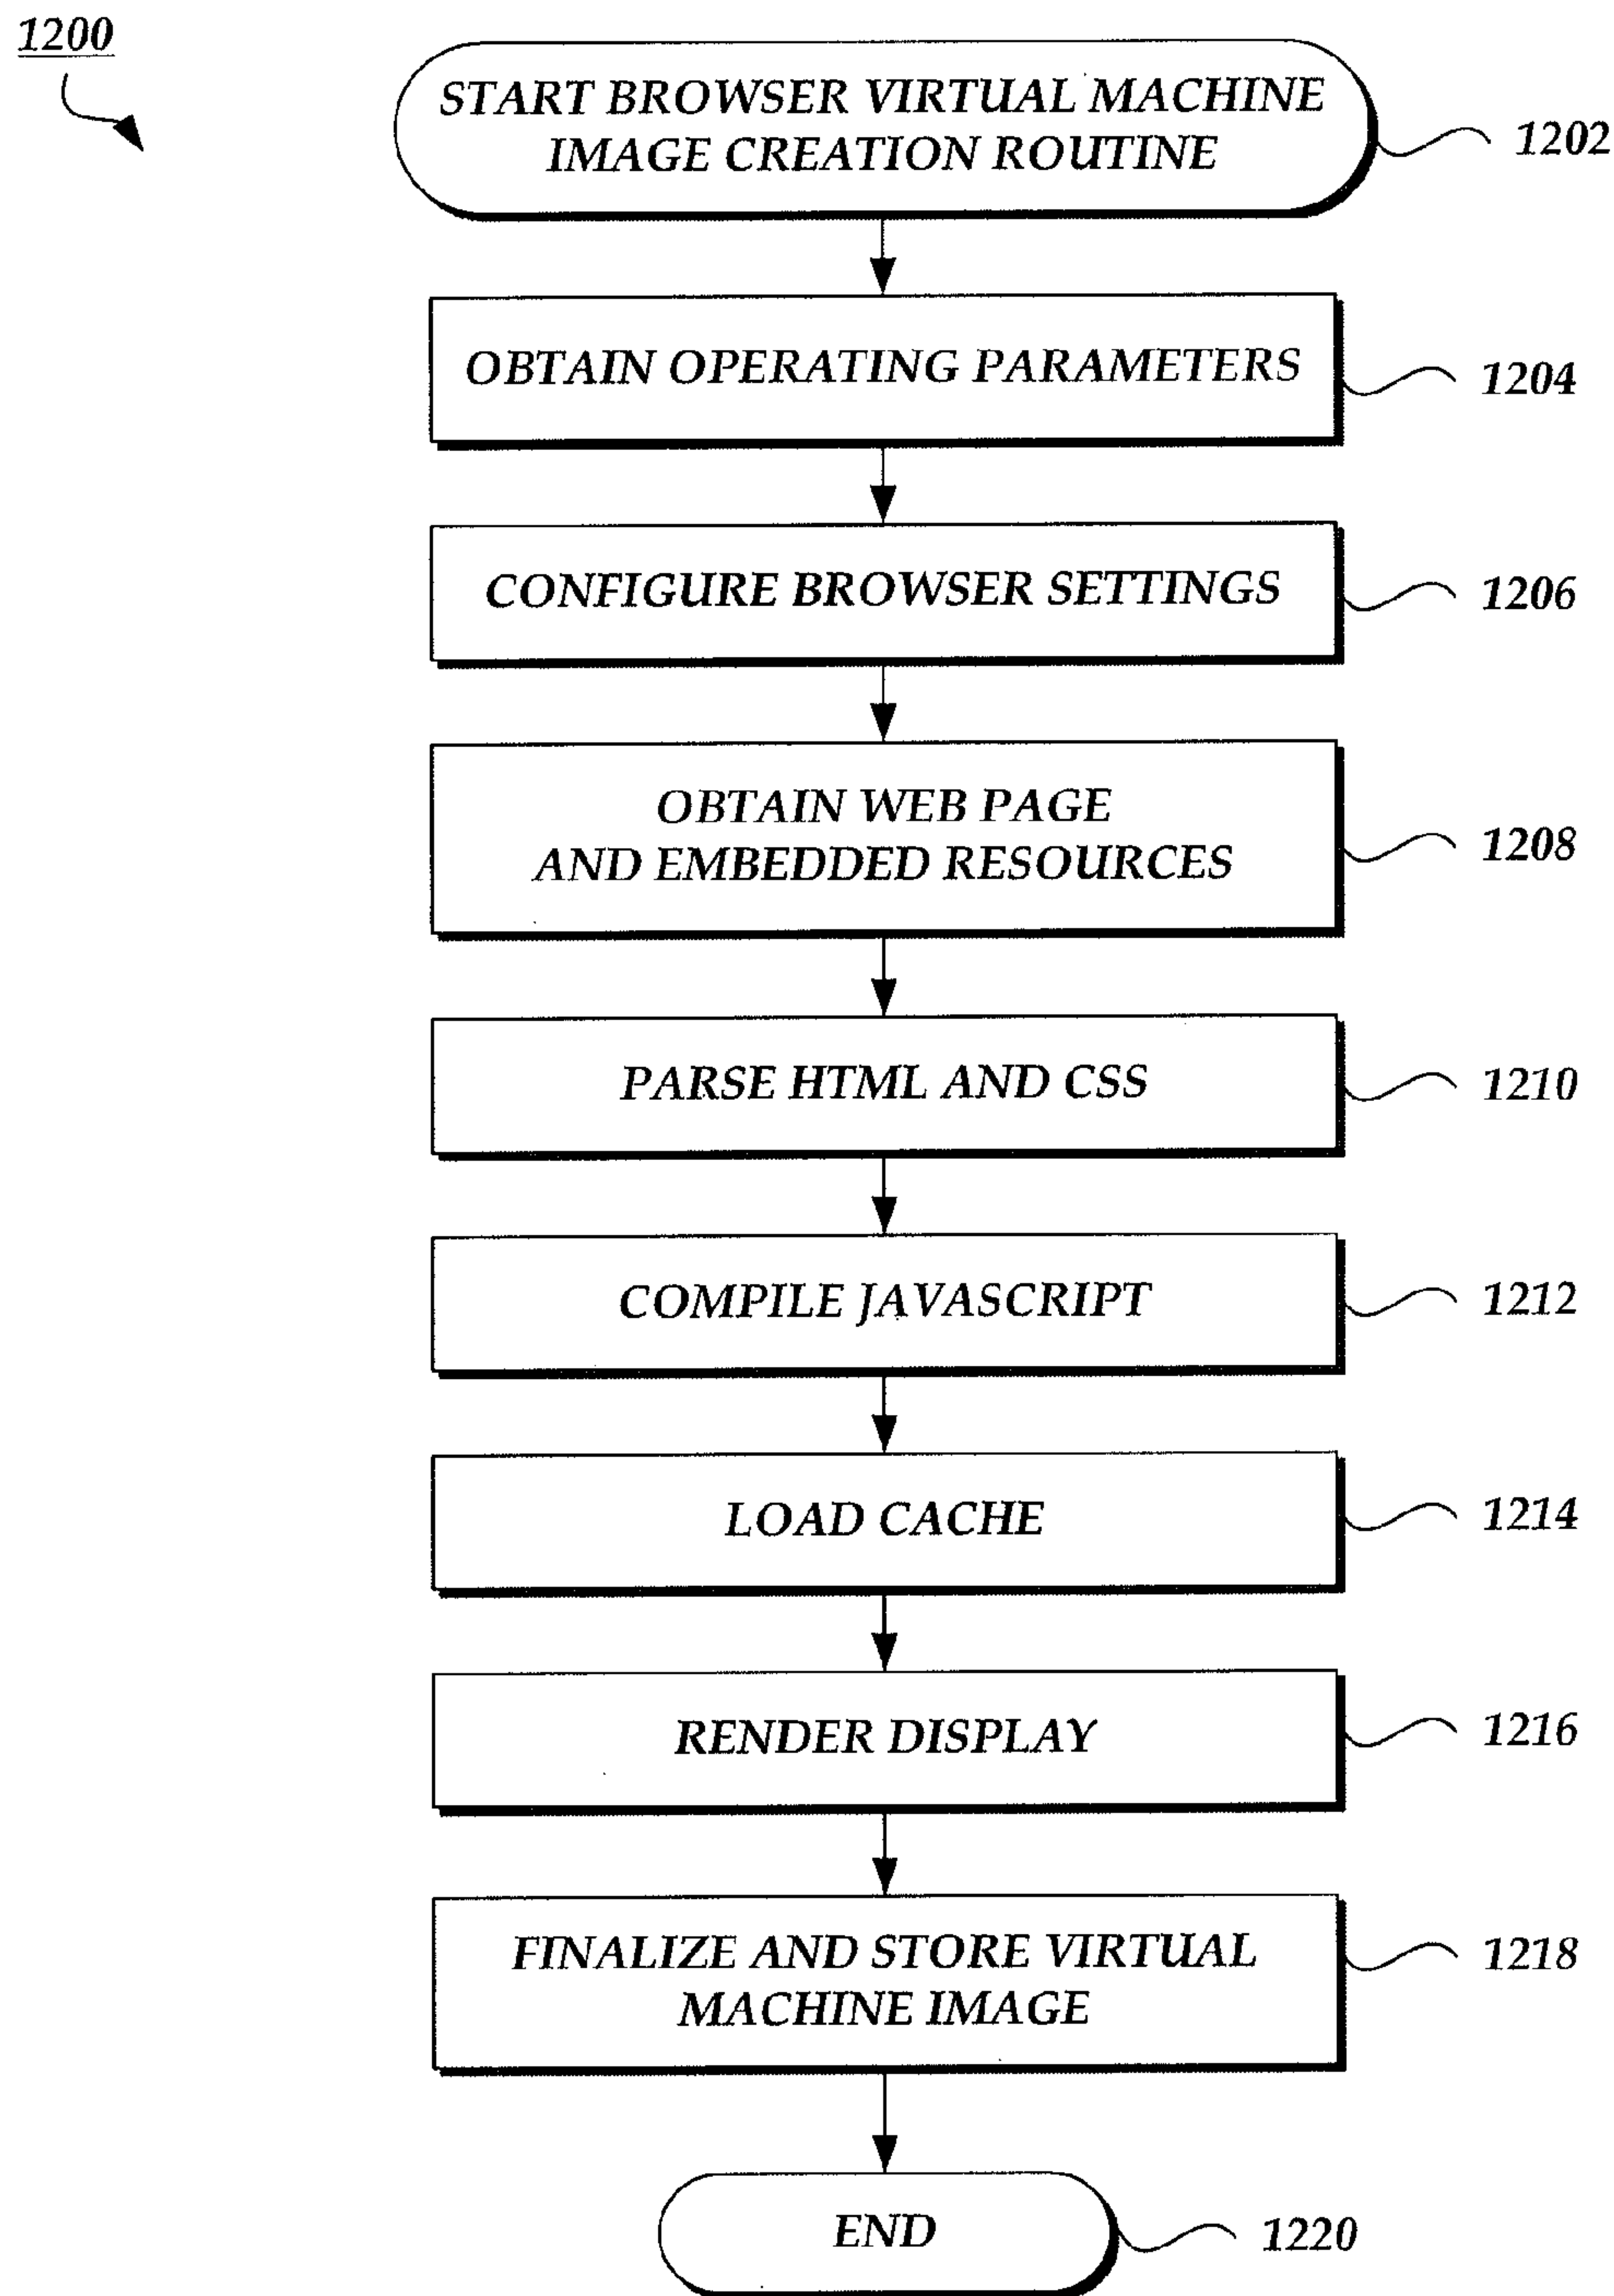 1200
START BROWSER VIRTUAL MACHINE
IMAGE CREATION ROUTINE
1202
OBTAIN OPERATING PARAMETERS
1204
CONFIGURE BROWSER SETTINGS
1206
OBTAIN WEB PAGE
AND EMBEDDED RESOURCES
1208
PARSE HTML AND CSS
1210
COMPILE JAVASCRIPT
1212
LOAD CACHE
1214
RENDER DISPLAY
1216
FINALIZE AND STORE VIRTUAL
MACHINE IMAGE
1218
END
1220